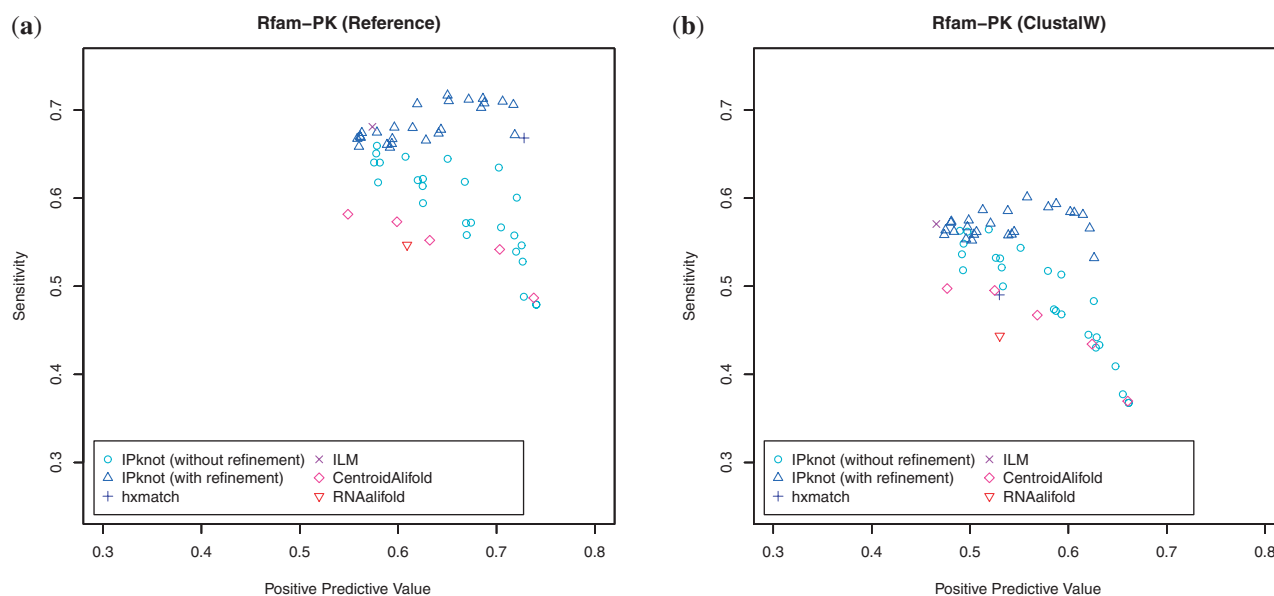 (a)
Rfam-PK (Reference)
Sensitivity
0.7
0.6
0.5
0.4
0.3
IPknot (without refinement)
IPknot (with refinement)
hxmatch
ILM
CentroidAlifold
RNAalifold
0.3 0.4 0.5 0.6 0.7 0.8
Positive Predictive Value
(b)
Rfam-PK (ClustalW)
Sensitivity
0.7
0.6
0.5
0.4
0.3
IPknot (without refinement)
IPknot (with refinement)
hxmatch
ILM
CentroidAlifold
RNAalifold
0.3 0.4 0.5 0.6 0.7 0.8
Positive Predictive Value